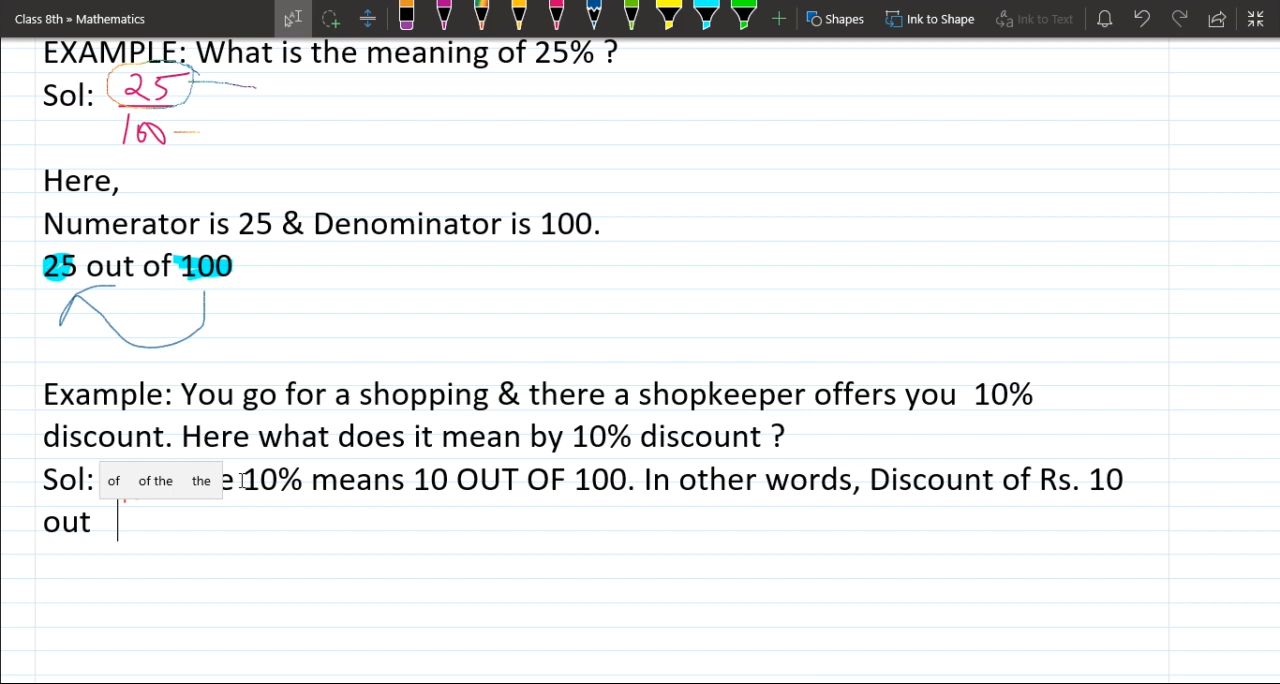 Class 8th » Mathematics
Shapes
Ink to Shape
Ink to Text
EXAMPLE: What is the meaning of 25% ?
Sol: 25
100
Here,
Numerator is 25 & Denominator is 100.
25 out of 100
Example: You go for a shopping & there a shopkeeper offers you 10%
discount. Here what does it mean by 10% discount ?
Sol: e 10% means 10 OUT OF 100. In other words, Discount of Rs. 10
of of the the
out